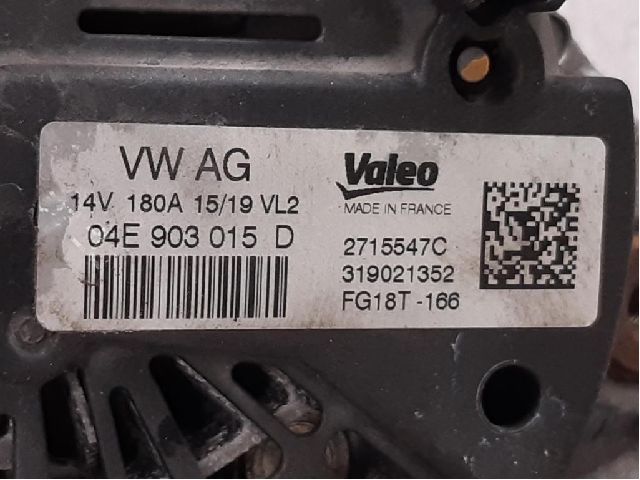 VW AG
14V 180A 15/19 VL2
04E 903 015 D
Valeo
MADE IN FRANCE
2715547C
319021352
FG18T-166